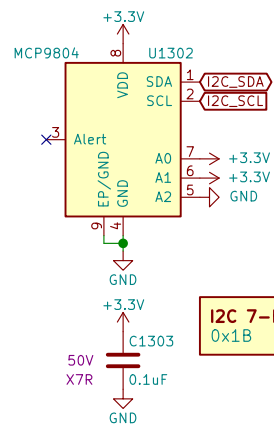 +3.3V
MCP9804
U1302
8
VDD
SDA
1
I2C_SDA
SCL
2
I2C_SCL
3
Alert
A0
7
+3.3V
A1
6
+3.3V
A2
5
GND
EP/GND
GND
9
4
GND
+3.3V
C1303
50V
X7R
0.1uF
GND
I2C 7-
0x1B